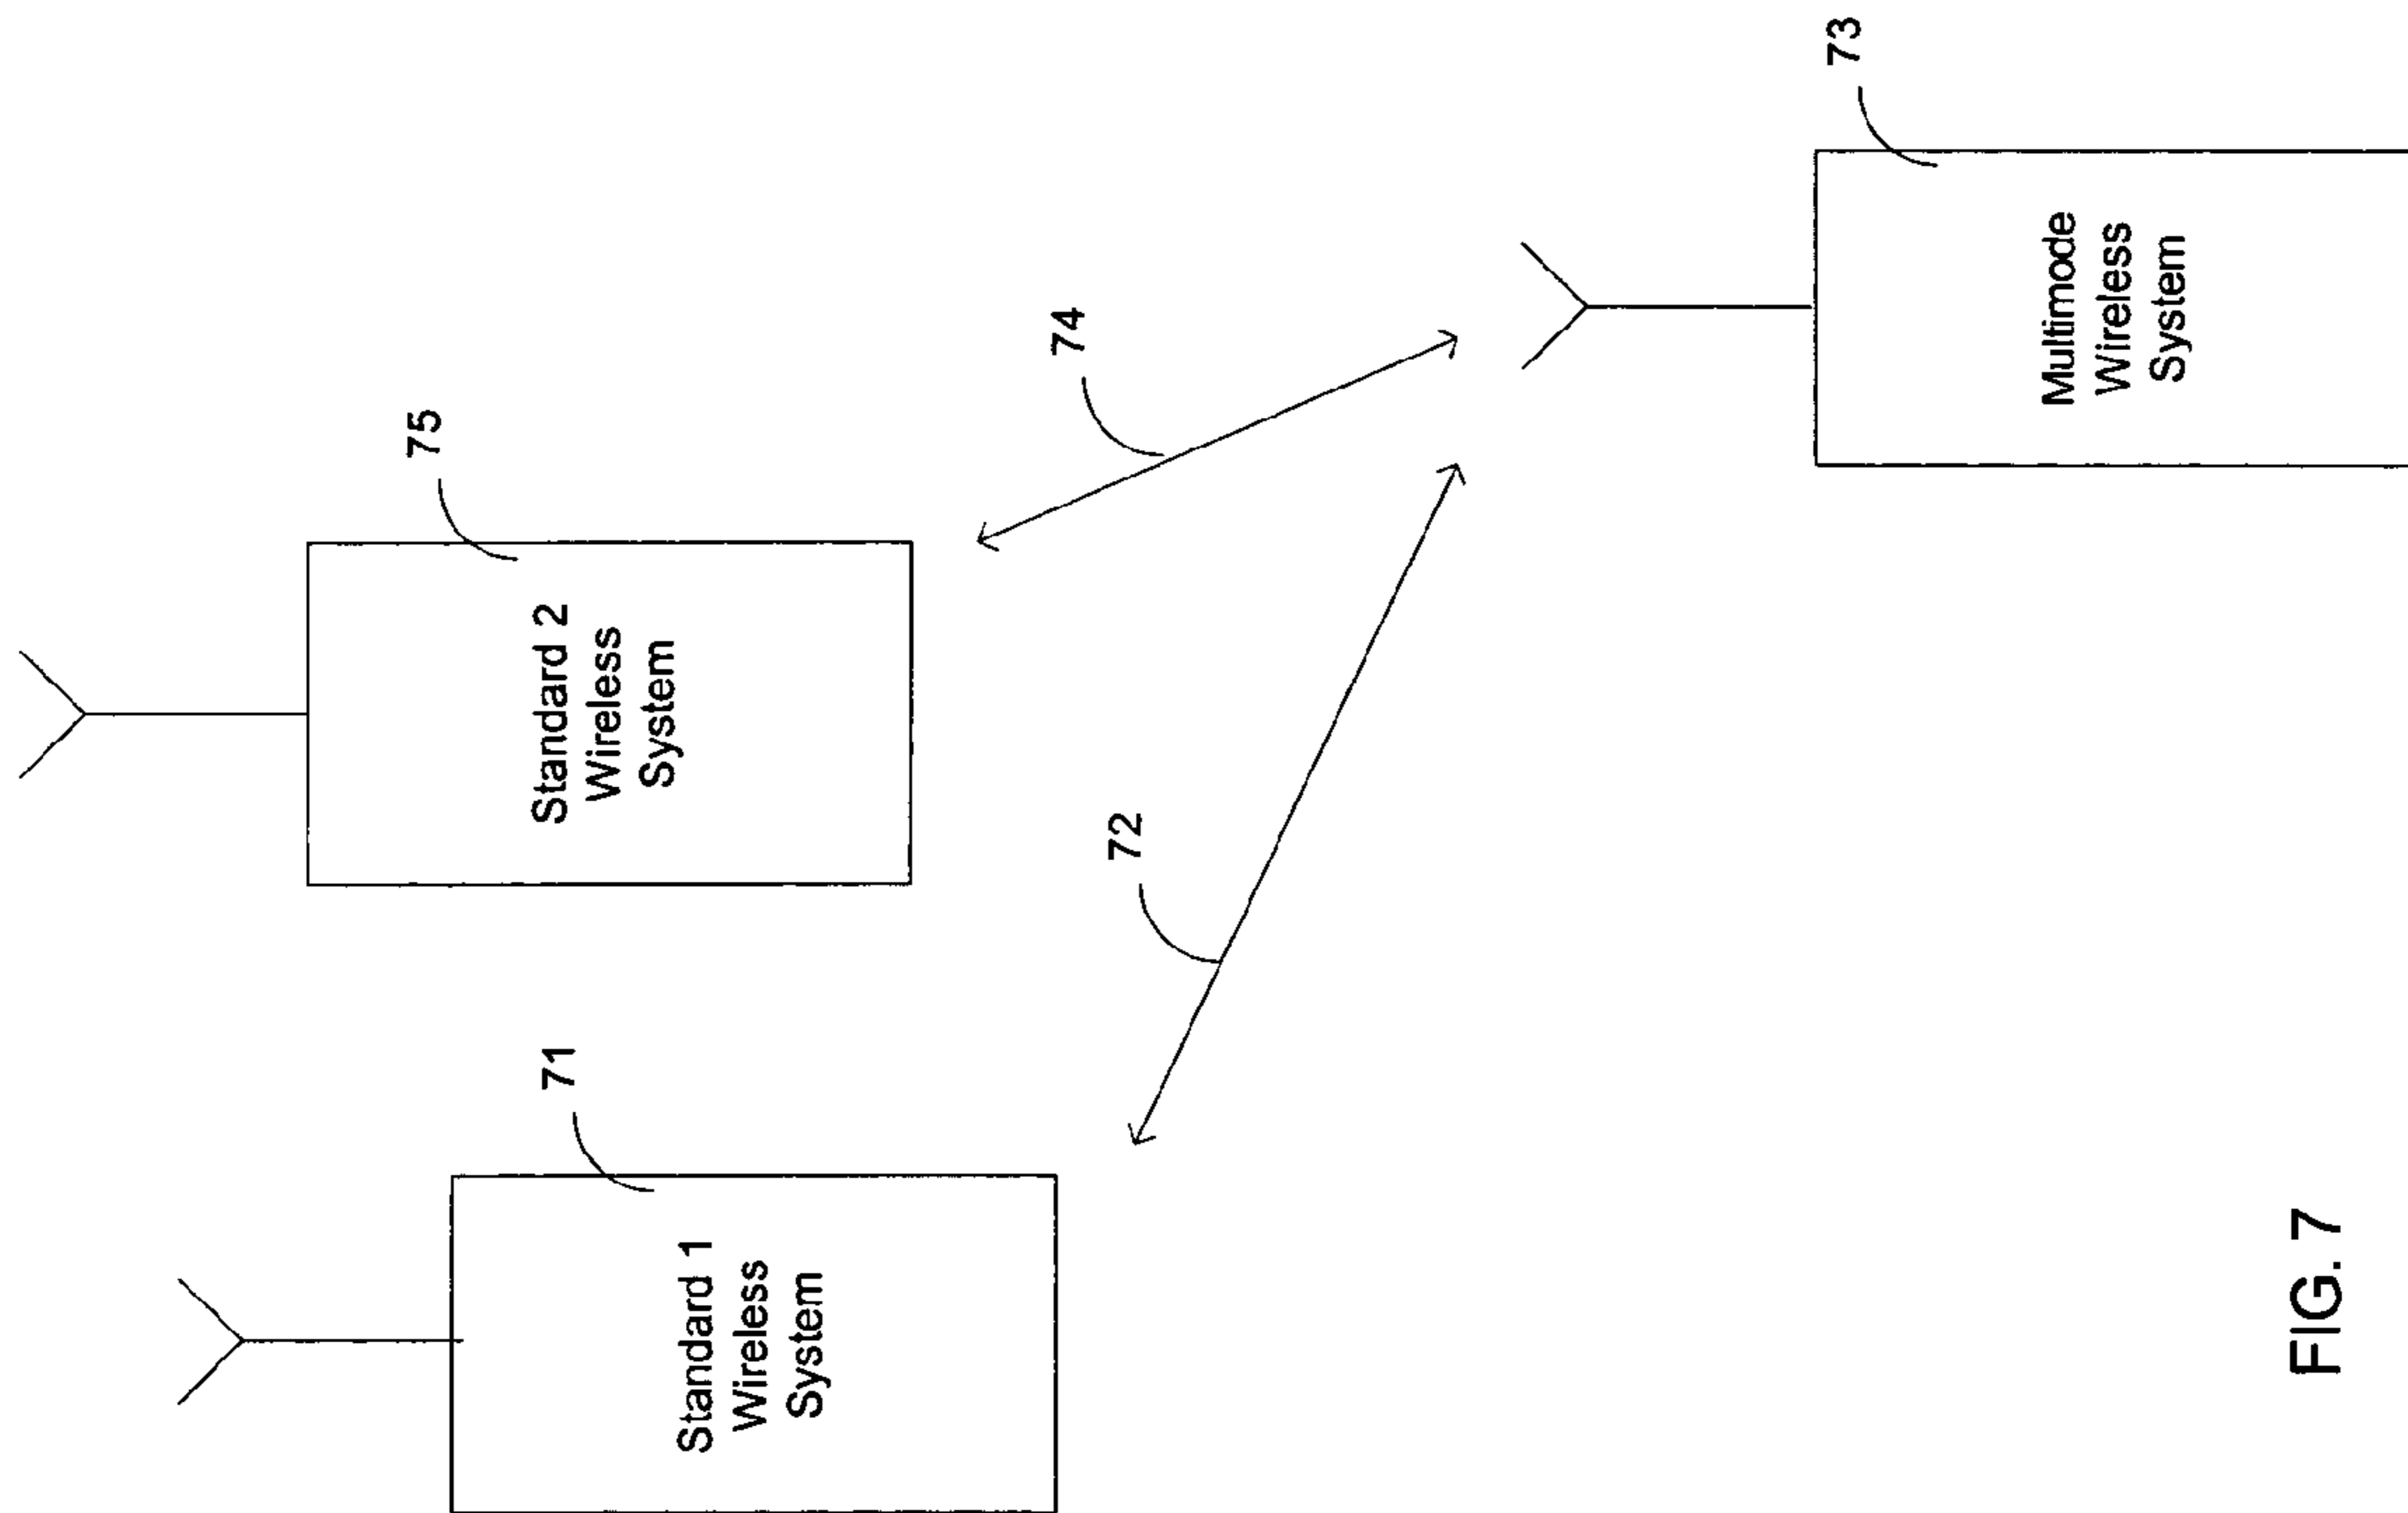 71
Standard 1
Wireless
System
75
Standard 2
Wireless
System
72
74
73
Multimode
Wireless
System
FIG. 7